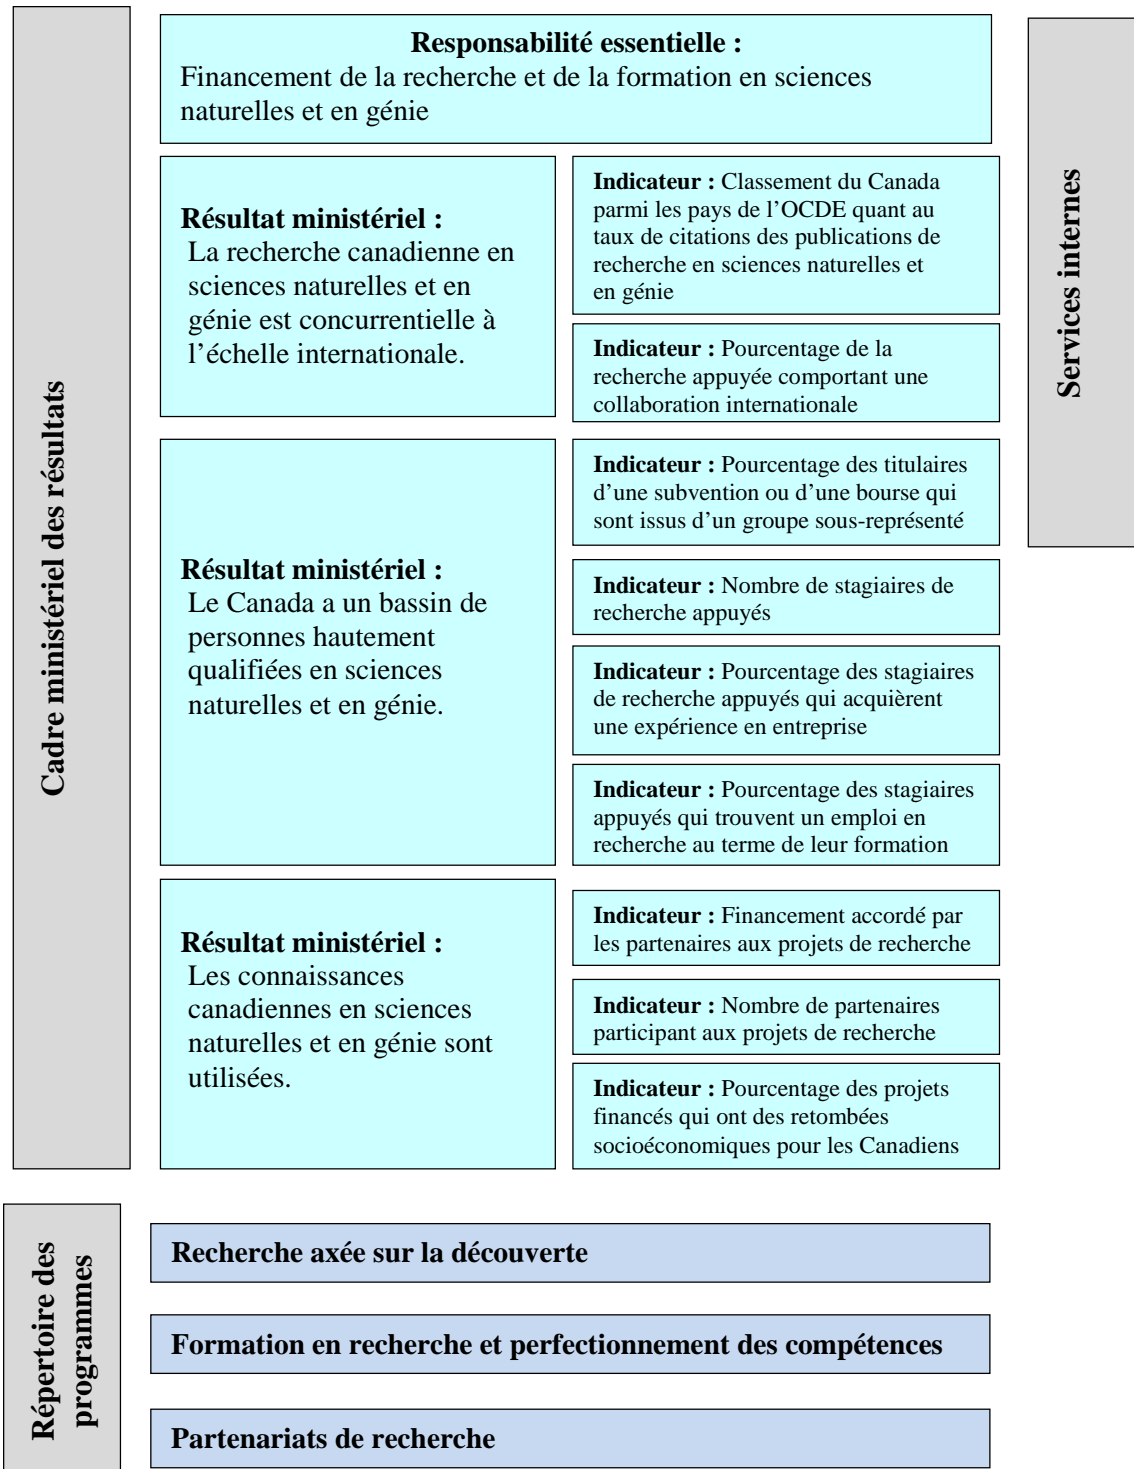 Cadre ministériel des résultats
Responsabilité essentielle :
Financement de la recherche et de la formation en sciences
naturelles et en génie
Résultat ministériel :
La recherche canadienne en
sciences naturelles et en
génie est concurrentielle à
l’échelle internationale.
Indicateur : Classement du Canada
parmi les pays de l’OCDE quant au
taux de citations des publications de
recherche en sciences naturelles et
en génie
Indicateur : Pourcentage de la
recherche appuyée comportant une
collaboration internationale
Résultat ministériel :
Le Canada a un bassin de
personnes hautement
qualifiées en sciences
naturelles et en génie.
Indicateur : Pourcentage des titulaires
d’une subvention ou d’une bourse qui
sont issus d’un groupe sous-représenté
Indicateur : Nombre de stagiaires de
recherche appuyés
Indicateur : Pourcentage des stagiaires
de recherche appuyés qui acquièrent
une expérience en entreprise
Indicateur : Pourcentage des stagiaires
appuyés qui trouvent un emploi en
recherche au terme de leur formation
Résultat ministériel :
Les connaissances
canadiennes en sciences
naturelles et en génie sont
utilisées.
Indicateur : Financement accordé par
les partenaires aux projets de recherche
Indicateur : Nombre de partenaires
participant aux projets de recherche
Indicateur : Pourcentage des projets
financés qui ont des retombées
socioéconomiques pour les Canadiens
Services internes
Répertoire des
programmes
Recherche axée sur la découverte
Formation en recherche et perfectionnement des compétences
Partenariats de recherche